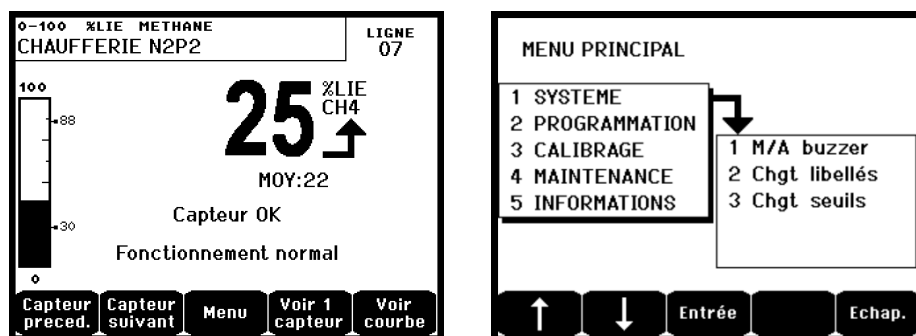 0-100 %LIE METHANE
CHAUFFERIE N2P2
LIGNE
07
100
88
30
0
25
%LIE
CH4
MOY:22
Capteur OK
Fonctionnement normal
Capteur preced.
Capteur suivant
Menu
Voir 1 capteur
Voir courbe
MENU PRINCIPAL
1 SYSTEME
2 PROGRAMMATION
3 CALIBRAGE
4 MAINTENANCE
5 INFORMATIONS
1 M/A buzzer
2 Chgt libellés
3 Chgt seuils
Entrée
Echap.